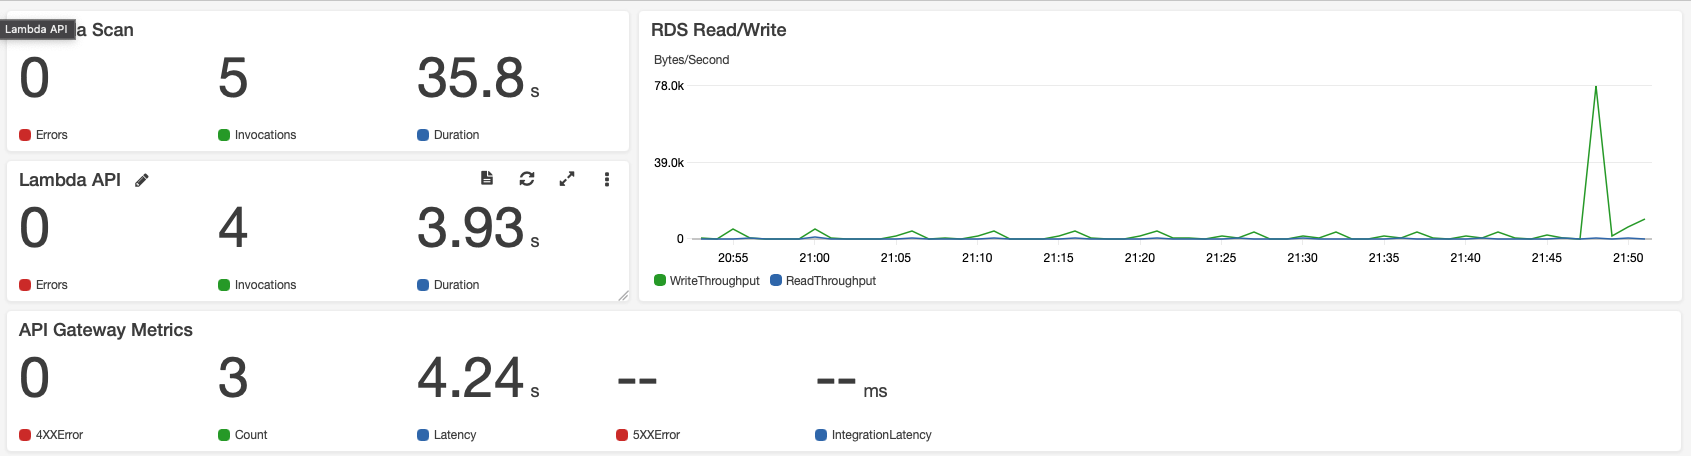 Lambda API
a Scan
0 5 35.8 s
Errors Invocations Duration
Lambda API
0 4 3.93 s
Errors Invocations Duration
RDS Read/Write
Bytes/Second
78.0k
39.0k
0
20:55 21:00 21:05 21:10 21:15 21:20 21:25 21:30 21:35 21:40 21:45 21:50
WriteThroughput ReadThroughput
API Gateway Metrics
0 3 4.24 s -- -- ms
4XXError Count Latency 5XXError IntegrationLatency